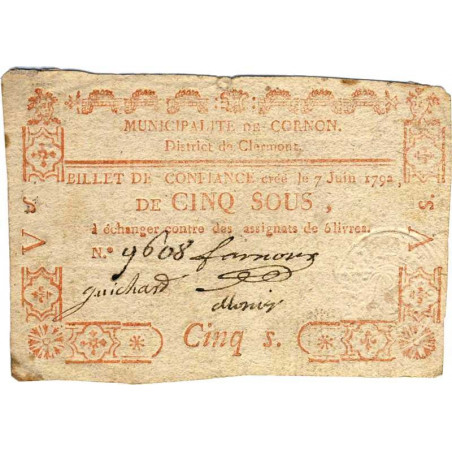 MUNICIPALITÉ DE CORNON.
District de Clermont.
BILLET DE CONFIANCE créé le 7 Juin 1792,
DE CINQ SOUS,
à échanger contre des assignats de 5 livres.
N.° 9608 farnoux
guichard
V s.
V s.
Cinq s.